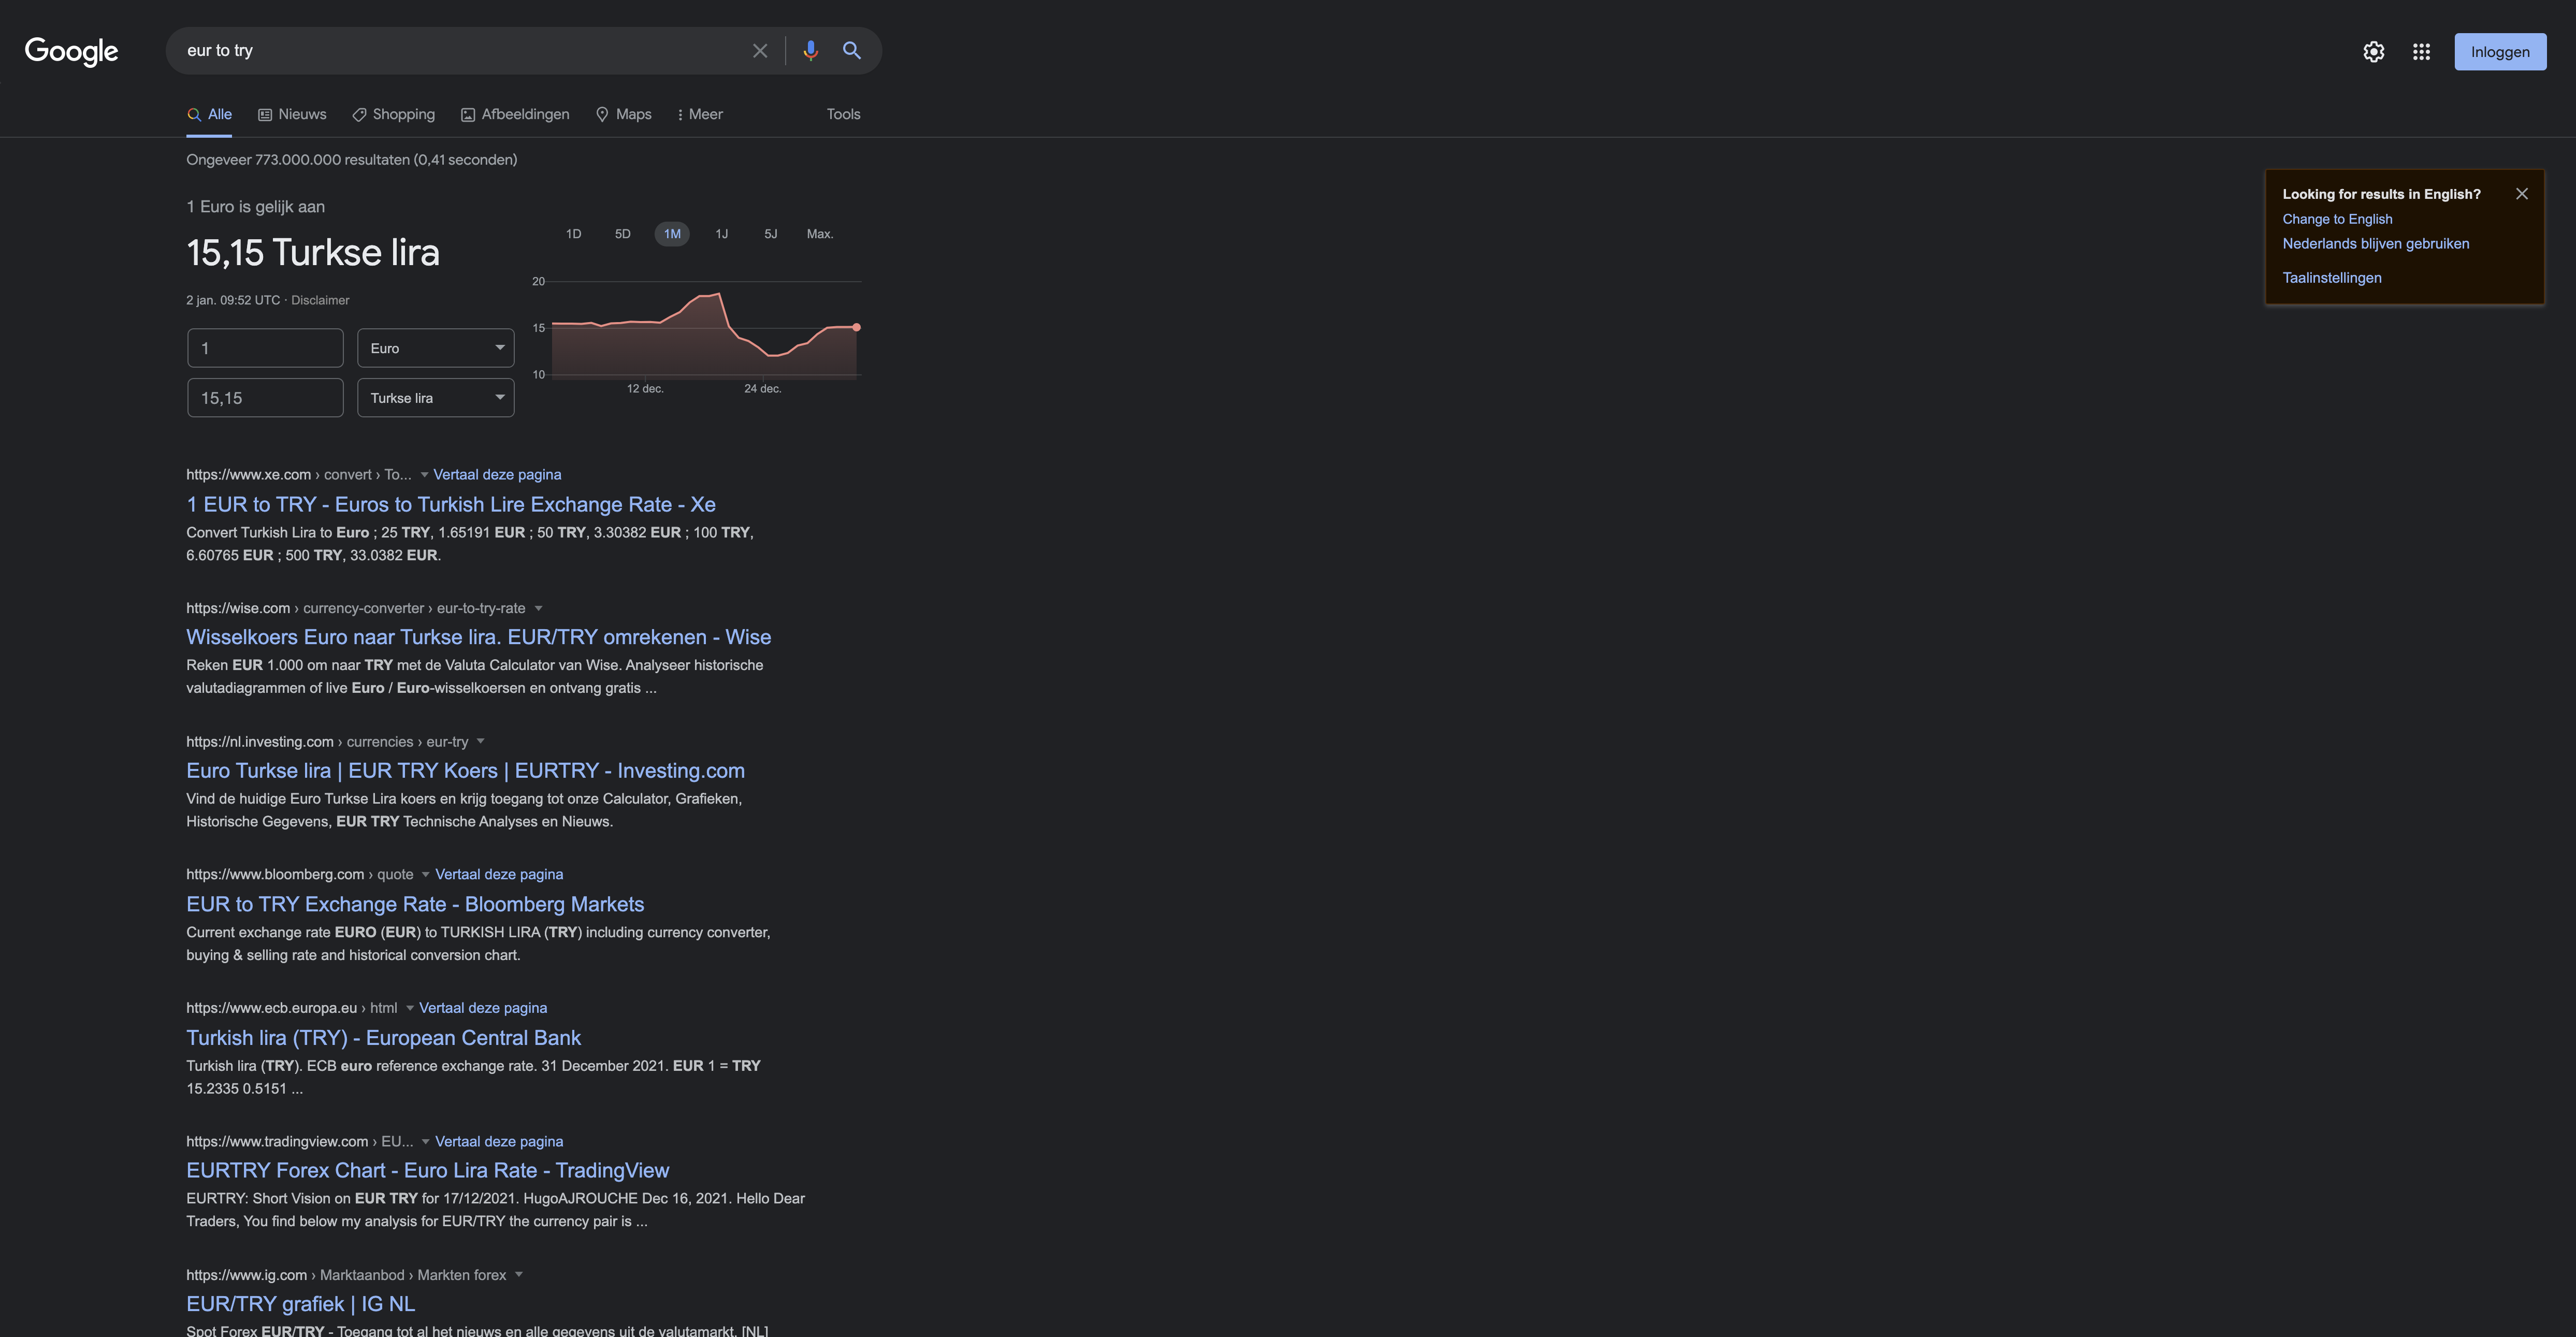 Google
eur to try
Inloggen
Alle
Nieuws
Shopping
Afbeeldingen
Maps
Meer
Tools
Ongeveer 773.000.000 resultaten (0,41 seconden)
Looking for results in English?
Change to English
Nederlands blijven gebruiken
Taalinstellingen
1 Euro is gelijk aan
15,15 Turkse lira
2 jan. 09:52 UTC · Disclaimer
1
Euro
15,15
Turkse lira
1D
5D
1M
1J
5J
Max.
20
15
10
12 dec.
24 dec.
https://www.xe.com › convert › To... Vertaal deze pagina
1 EUR to TRY - Euros to Turkish Lire Exchange Rate - Xe
Convert Turkish Lira to Euro ; 25 TRY, 1.65191 EUR ; 50 TRY, 3.30382 EUR ; 100 TRY,
6.60765 EUR ; 500 TRY, 33.0382 EUR.
https://wise.com › currency-converter › eur-to-try-rate
Wisselkoers Euro naar Turkse lira. EUR/TRY omrekenen - Wise
Reken EUR 1.000 om naar TRY met de Valuta Calculator van Wise. Analyseer historische
valutadiagrammen of live Euro / Euro-wisselkoersen en ontvang gratis ...
https://nl.investing.com › currencies › eur-try
Euro Turkse lira | EUR TRY Koers | EURTRY - Investing.com
Vind de huidige Euro Turkse Lira koers en krijg toegang tot onze Calculator, Grafieken,
Historische Gegevens, EUR TRY Technische Analyses en Nieuws.
https://www.bloomberg.com › quote Vertaal deze pagina
EUR to TRY Exchange Rate - Bloomberg Markets
Current exchange rate EURO (EUR) to TURKISH LIRA (TRY) including currency converter,
buying & selling rate and historical conversion chart.
https://www.ecb.europa.eu › html Vertaal deze pagina
Turkish lira (TRY) - European Central Bank
Turkish lira (TRY). ECB euro reference exchange rate. 31 December 2021. EUR 1 = TRY
15.2335 0.5151 ...
https://www.tradingview.com › EU... Vertaal deze pagina
EURTRY Forex Chart - Euro Lira Rate - TradingView
EURTRY: Short Vision on EUR TRY for 17/12/2021. HugoAJROUCHE Dec 16, 2021. Hello Dear
Traders, You find below my analysis for EUR/TRY the currency pair is ...
https://www.ig.com › Marktaanbod › Markten forex
EUR/TRY grafiek | IG NL
Spot Forex EUR/TRY - Toegang tot al het nieuws en alle gegevens uit de valutamarkt. [NL]